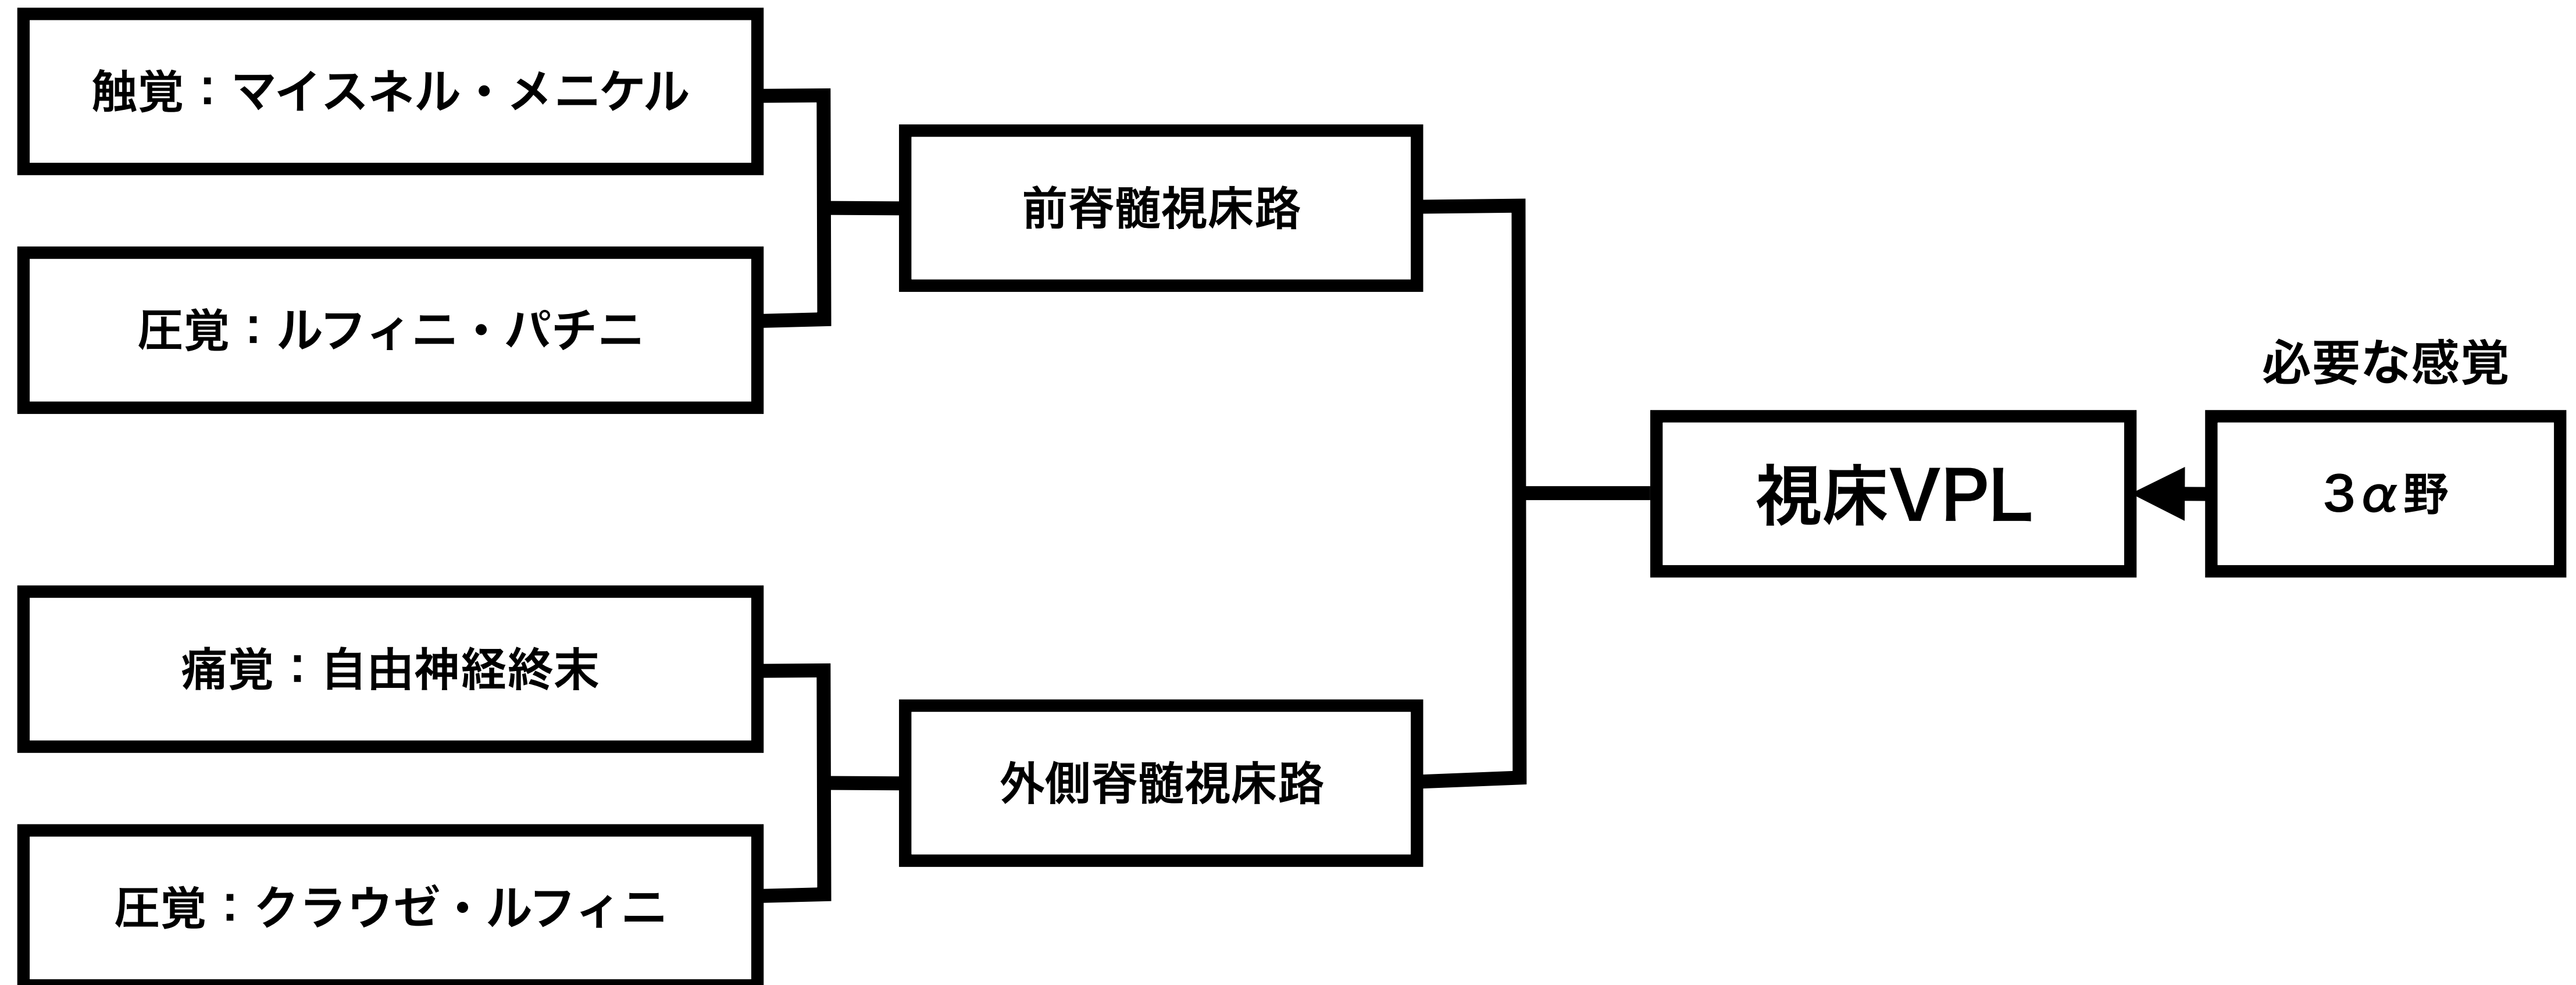 触覚：マイスネル・メニケル
圧覚：ルフィニ・パチニ
前脊髄視床路
痛覚：自由神経終末
圧覚：クラウゼ・ルフィニ
外側脊髄視床路
視床VPL
必要な感覚
３α野